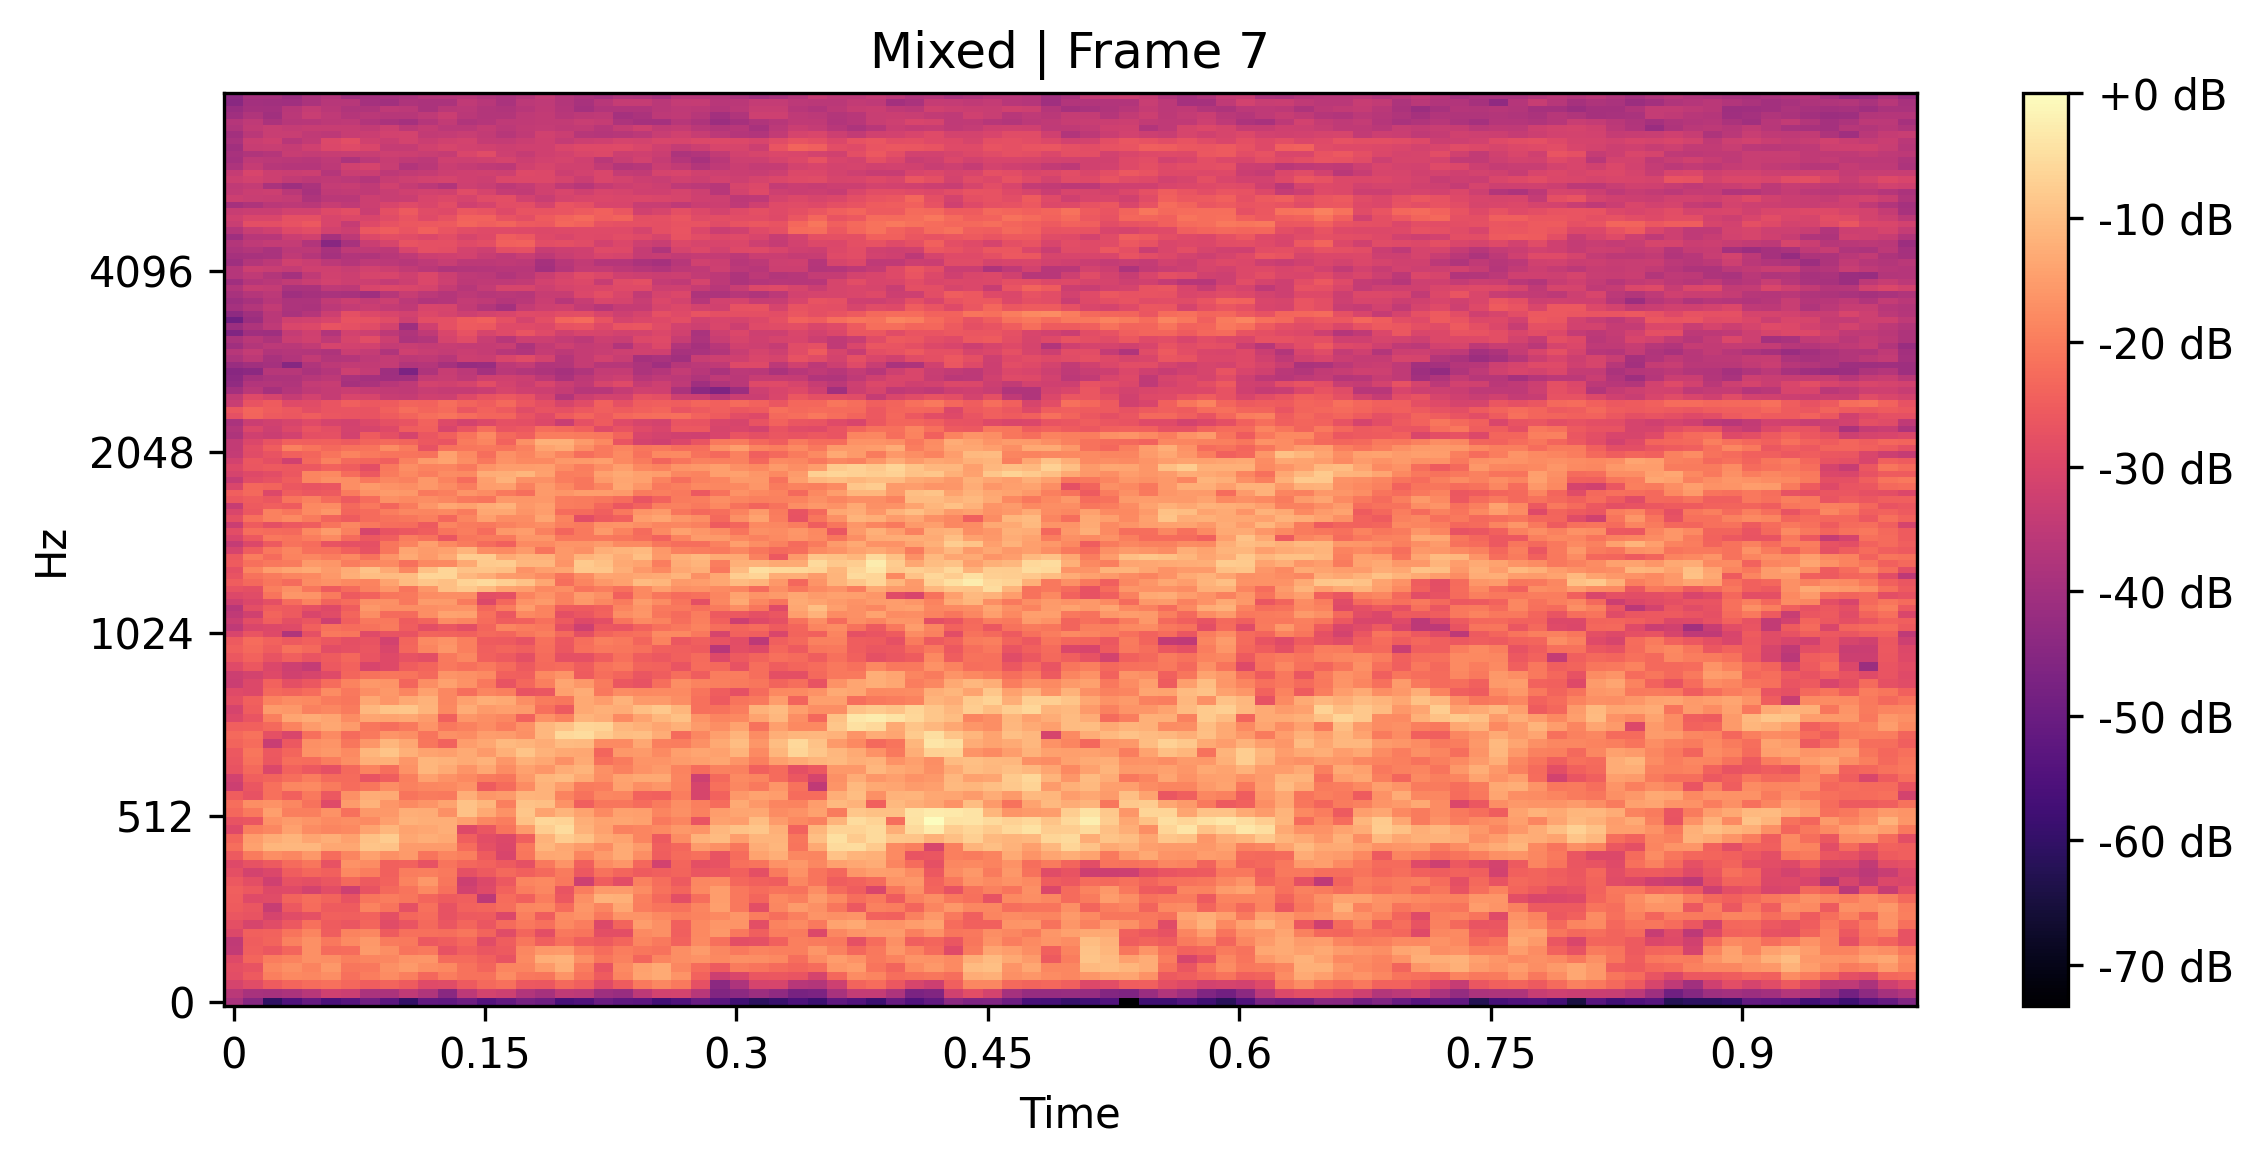 Mixed | Frame 7
+0 dB
-10 dB
-20 dB
-30 dB
-40 dB
-50 dB
-60 dB
-70 dB
Hz
4096
2048
1024
512
0
0 0.15 0.3 0.45 0.6 0.75 0.9
Time